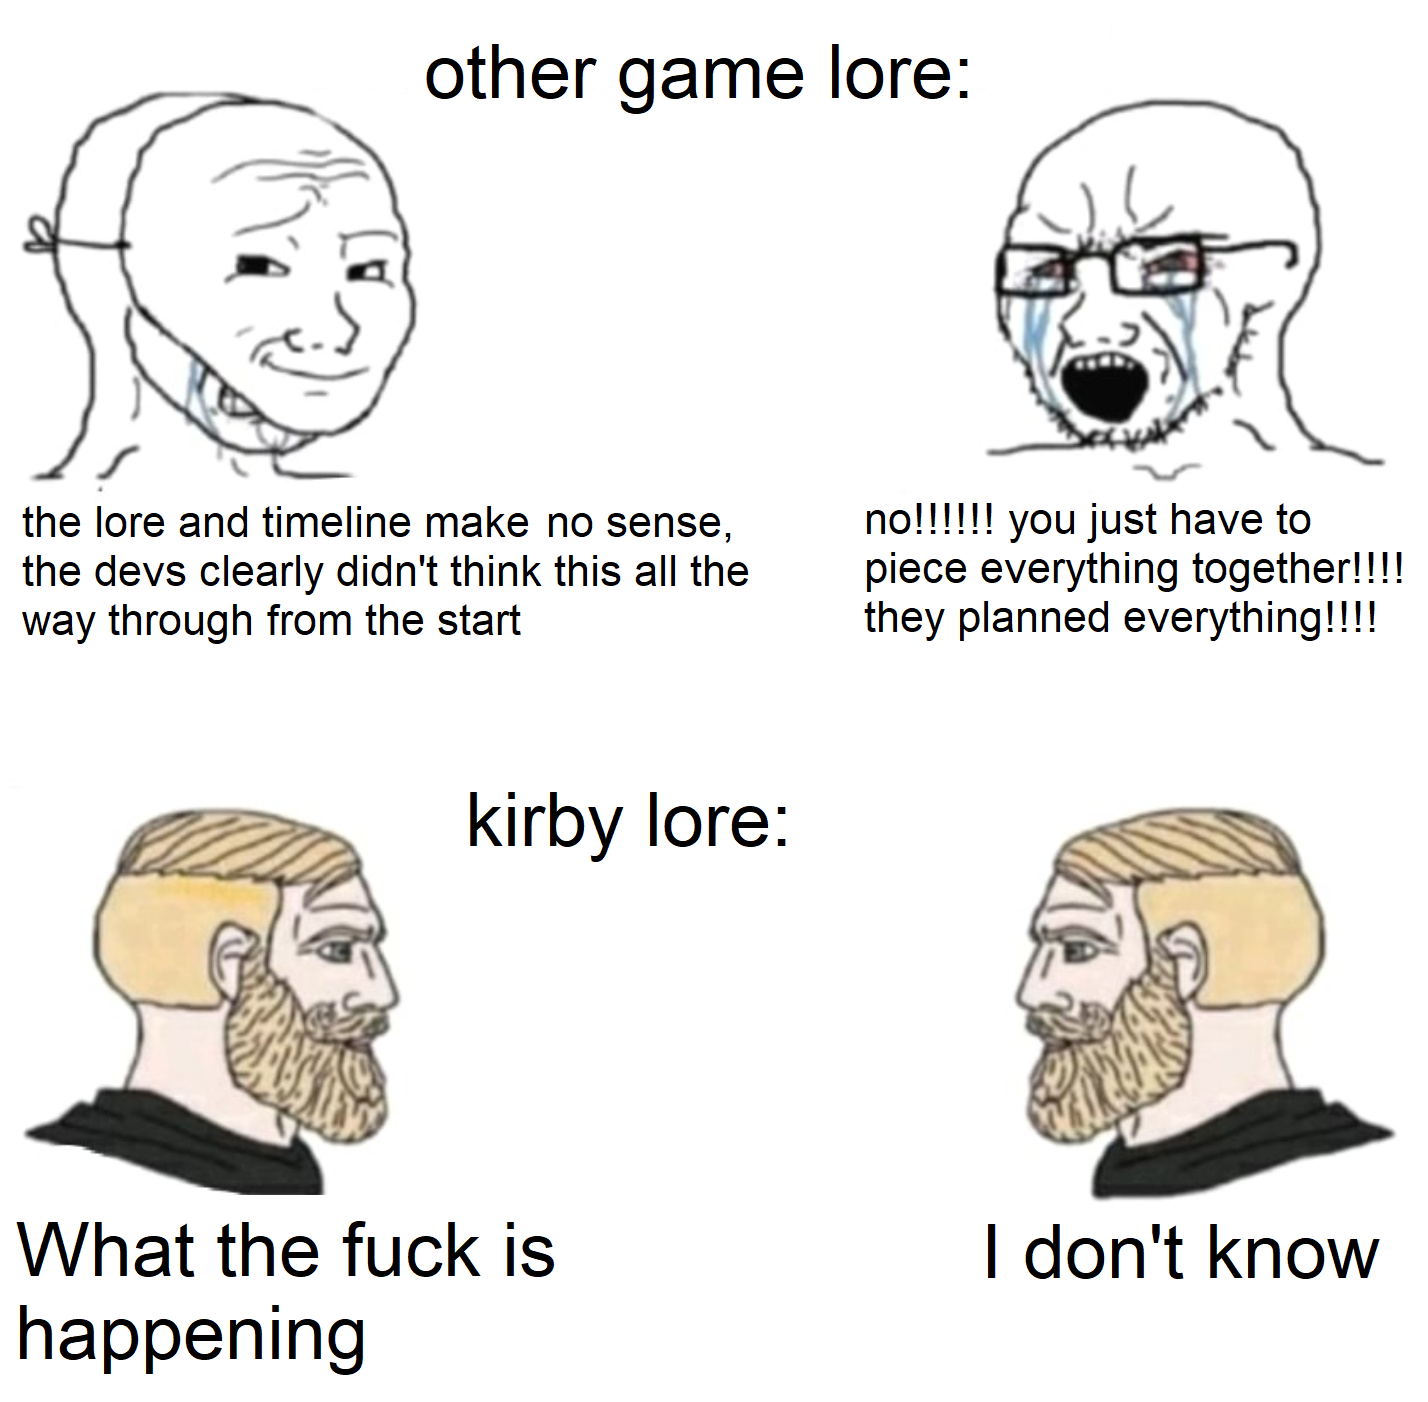 other game lore:
the lore and timeline make no sense,
the devs clearly didn't think this all the
way through from the start
no!!!!!! you just have to
piece everything together!!!!
they planned everything!!!!
kirby lore:
What the fuck is
happening
I don't know